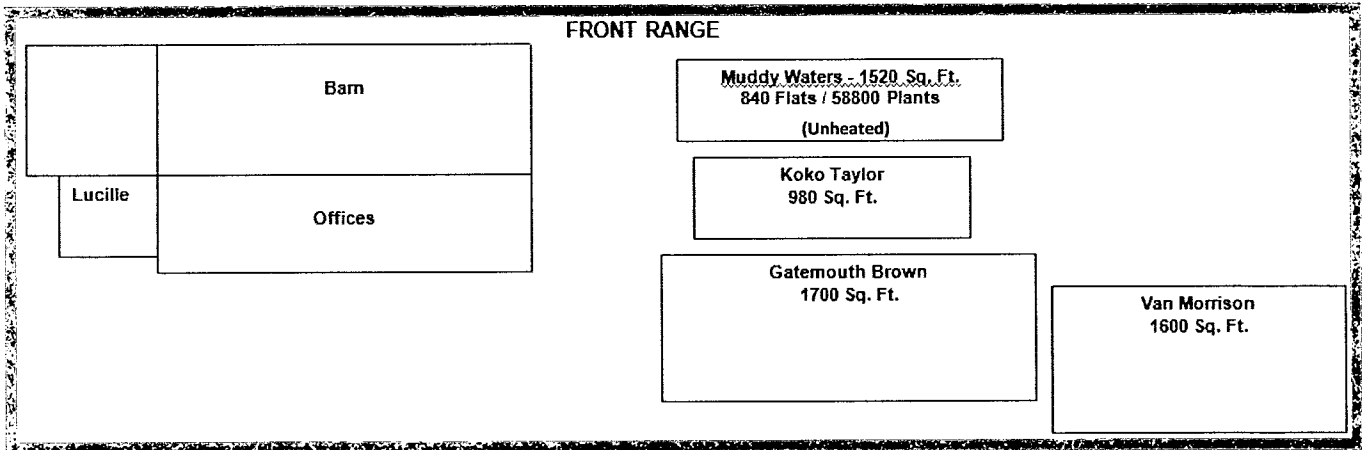 FRONT RANGE
Barn
Lucille
Offices
Muddy Waters - 1520 Sq. Ft.
840 Flats / 58800 Plants
(Unheated)
Koko Taylor
980 Sq. Ft.
Gatemouth Brown
1700 Sq. Ft.
Van Morrison
1600 Sq. Ft.